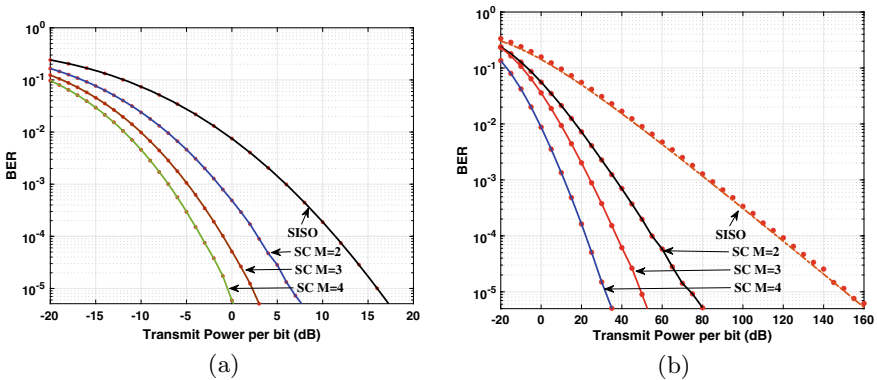 10^0
10^-1
10^-2
10^-3
10^-4
10^-5
BER
-20 -15 -10 -5 0 5 10 15 20
Transmit Power per bit (dB)
SISO
SC M=2
SC M=3
SC M=4
(a)
10^0
10^-1
10^-2
10^-3
10^-4
10^-5
BER
-20 0 20 40 60 80 100 120 140 160
Transmit Power per bit (dB)
SISO
SC M=2
SC M=3
SC M=4
(b)